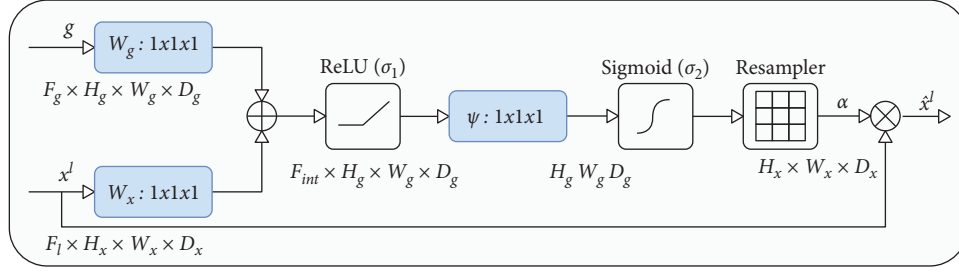 g
W_g : 1x1x1
F_g × H_g × W_g × D_g
x^l
W_x : 1x1x1
F_l × H_x × W_x × D_x
ReLU (σ_1)
F_int × H_g × W_g × D_g
ψ : 1x1x1
H_g W_g D_g
Sigmoid (σ_2)
Resampler
H_x × W_x × D_x
α
x̂^l